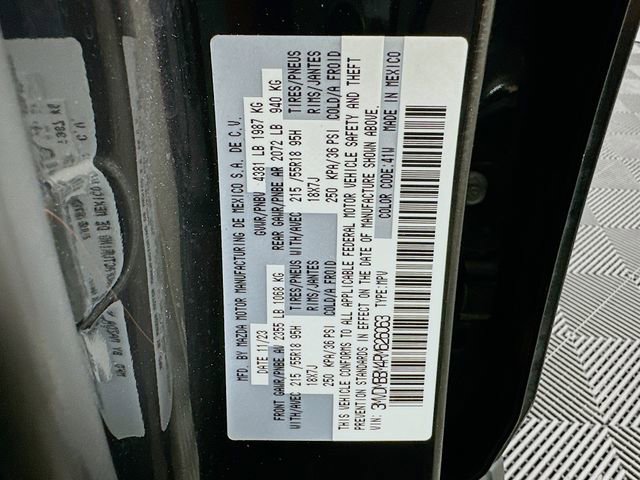 MFD. BY MAZDA MOTOR MANUFACTURING DE MEXICO S.A. DE C.V.
DATE 11/23 GVWR/PNBV 4381 LB 1987 KG
FRONT GAWR/PNBE AV 2355 LB 1068 KG REAR GAWR/PNBE AR 2072 LB 940 KG
WITH/AVEC TIRES/PNEUS WITH/AVEC TIRES/PNEUS
215 /55R18 95H RIMS/JANTES 215 /55R18 95H RIMS/JANTES
18X7J COLD/A FROID 18X7J COLD/A FROID
250 KPA/36 PSI 250 KPA/36 PSI
THIS VEHICLE CONFORMS TO ALL APPLICABLE FEDERAL MOTOR VEHICLE SAFETY AND THEFT
PREVENTION STANDARDS IN EFFECT ON THE DATE OF MANUFACTURE SHOWN ABOVE.
VIN: TYPE: MPV COLOR CODE: 41W MADE IN MEXICO